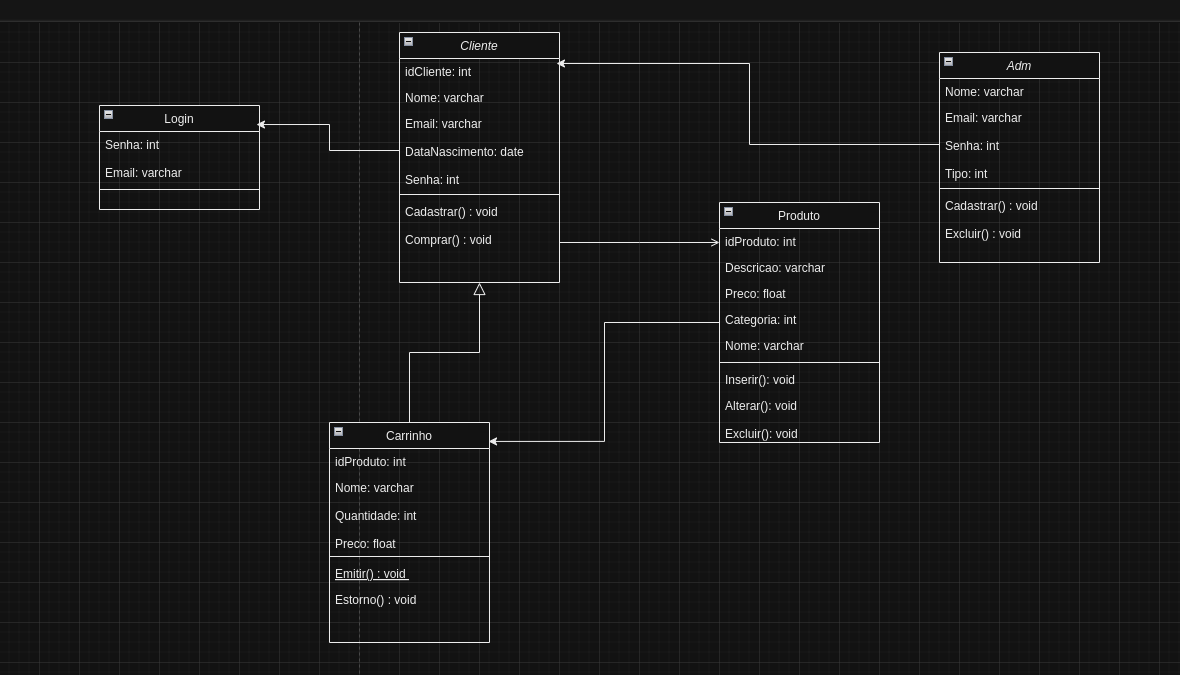 Cliente
idCliente: int
Nome: varchar
Email: varchar
DataNascimento: date
Senha: int
Cadastrar() : void
Comprar() : void
Adm
Nome: varchar
Email: varchar
Senha: int
Tipo: int
Cadastrar() : void
Excluir() : void
Login
Senha: int
Email: varchar
Produto
idProduto: int
Descricao: varchar
Preco: float
Categoria: int
Nome: varchar
Inserir(): void
Alterar(): void
Excluir(): void
Carrinho
idProduto: int
Nome: varchar
Quantidade: int
Preco: float
Emitir() : void
Estorno() : void